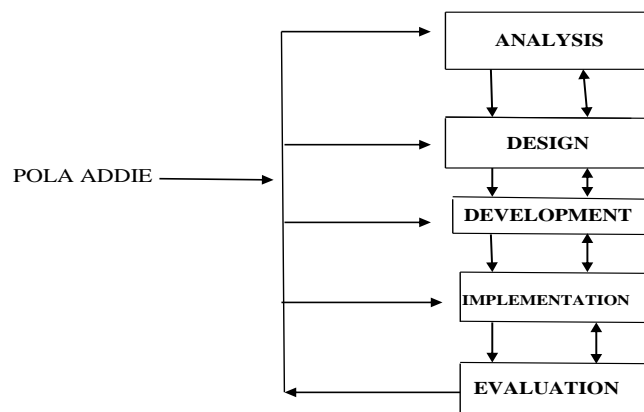 ANALYSIS
DESIGN
POLA ADDIE
DEVELOPMENT
IMPLEMENTATION
EVALUATION